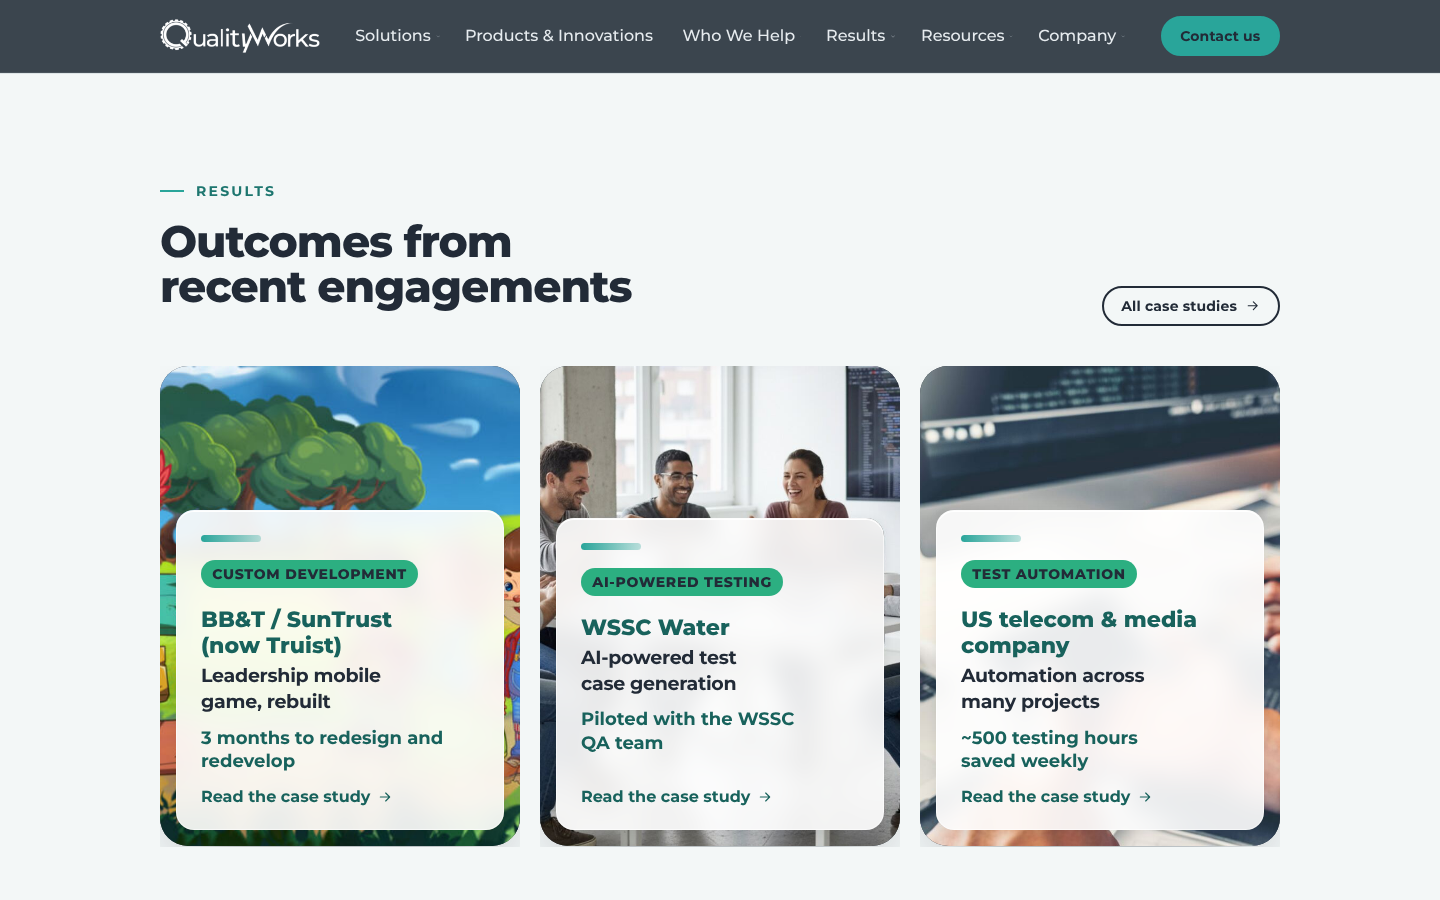 QualityWorks
Solutions
Products & Innovations
Who We Help
Results
Resources
Company
Contact us
RESULTS
Outcomes from
recent engagements
All case studies →
CUSTOM DEVELOPMENT
BB&T / SunTrust
(now Truist)
Leadership mobile
game, rebuilt
3 months to redesign and
redevelop
Read the case study →
AI-POWERED TESTING
WSSC Water
AI-powered test
case generation
Piloted with the WSSC
QA team
Read the case study →
TEST AUTOMATION
US telecom & media
company
Automation across
many projects
~500 testing hours
saved weekly
Read the case study →